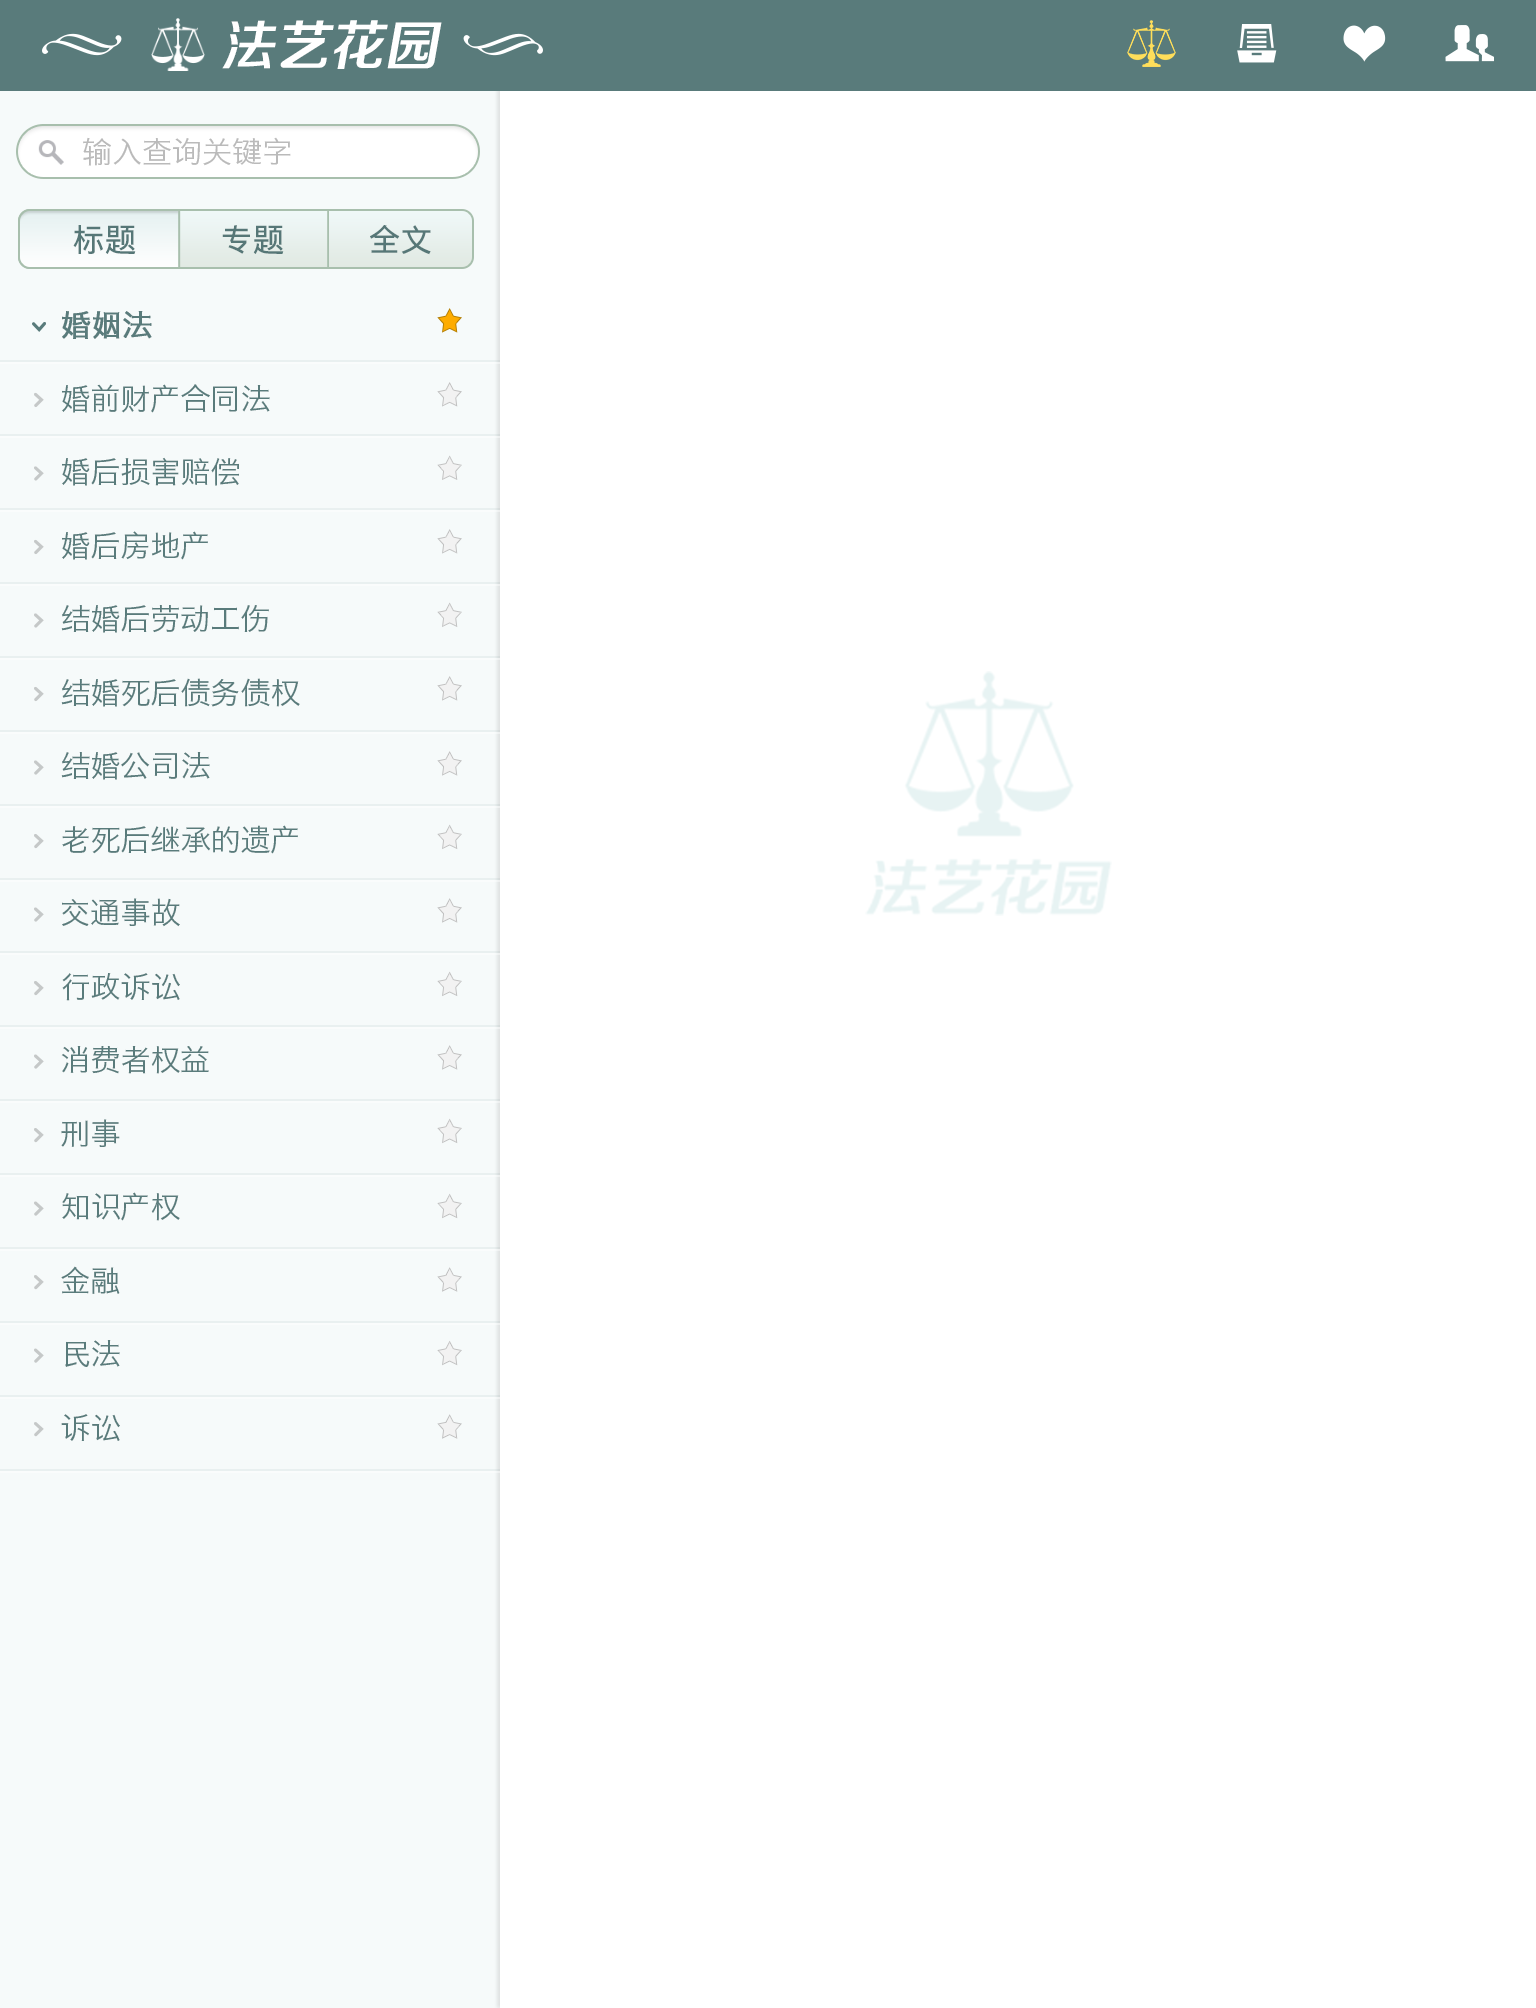 法艺花园
输入查询关键字
标题 专题 全文
婚姻法
婚前财产合同法
婚后损害赔偿
婚后房地产
结婚后劳动工伤
结婚死后债务债权
结婚公司法
老死后继承的遗产
交通事故
行政诉讼
消费者权益
刑事
知识产权
金融
民法
诉讼
法艺花园